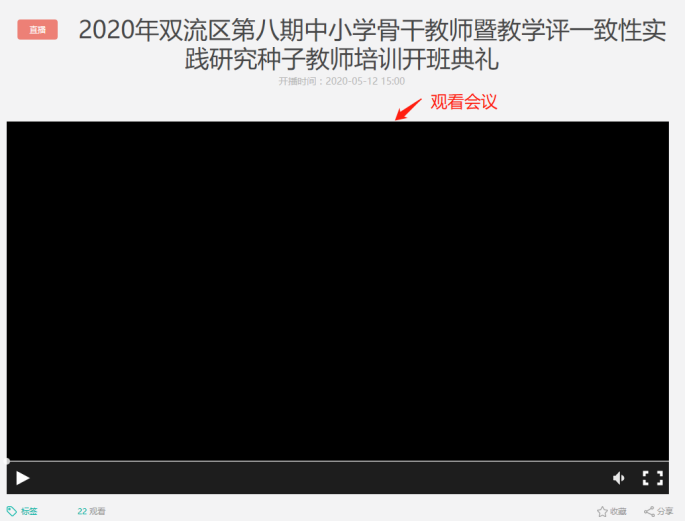 直播
2020年双流区第八期中小学骨干教师暨教学评一致性实
践研究种子教师培训开班典礼
开播时间：2020-05-12 15:00
观看会议
标签
22 观看
收藏
分享